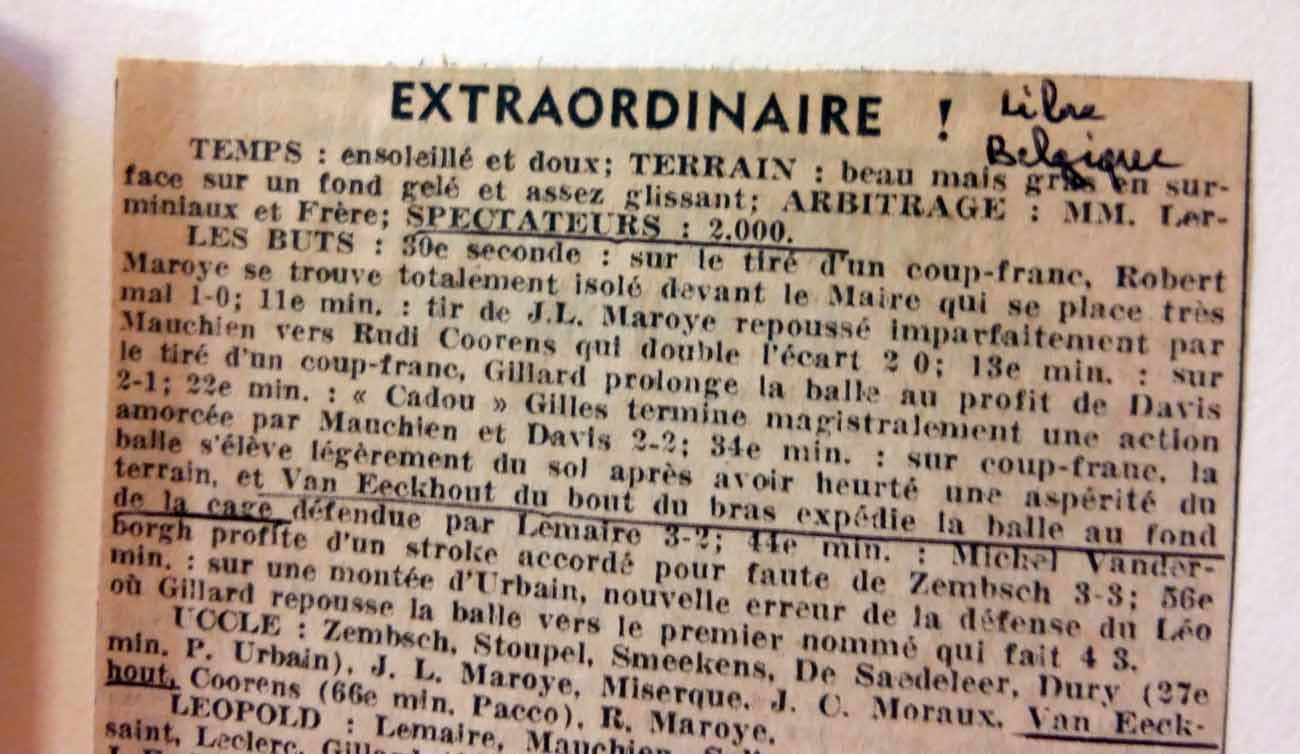 EXTRAORDINAIRE !
Libre
Belgique
TEMPS : ensoleillé et doux; TERRAIN : beau mais gras en sur-
face sur un fond gelé et assez glissant; ARBITRAGE : MM. Ler-
miniaux et Frère; SPECTATEURS : 2.000.
LES BUTS : 30e seconde : sur le tiré d'un coup-franc, Robert
Maroye se trouve totalement isolé devant le Maire qui se place très
mal 1-0; 11e min. : tir de J.L. Maroye repoussé imparfaitement par
Mauchien vers Rudi Coorens qui double l'écart 2 0; 13e min. : sur
le tiré d'un coup-franc, Gillard prolonge la balle au profit de Davis
2-1; 22e min. : « Cadou » Gilles termine magistralement une action
amorcée par Mauchien et Davis 2-2; 34e min. : sur coup-franc, la
balle s'élève légèrement du sol après avoir heurté une aspérité du
terrain, et Van Eeckhout du bout du bras expédie la balle au fond
de la cage défendue par Lemaire 3-2; 44e min. : Michel Vander-
borgh profite d'un stroke accordé pour faute de Zembsch 3-3; 56e
min. : sur une montée d'Urbain, nouvelle erreur de la défense du Léo
où Gillard repousse la balle vers le premier nommé qui fait 4 3.
UCCLE : Zembsch, Stoupel, Smeekens, De Saedeleer, Dury (27e
min. P. Urbain), J. L. Maroye, Miserque, J. C. Moraux, Van Eeck-
hout, Coorens (66e min. Pacco), R. Maroye.
LEOPOLD : Lemaire, Mauchien,
saint, Leclerc,